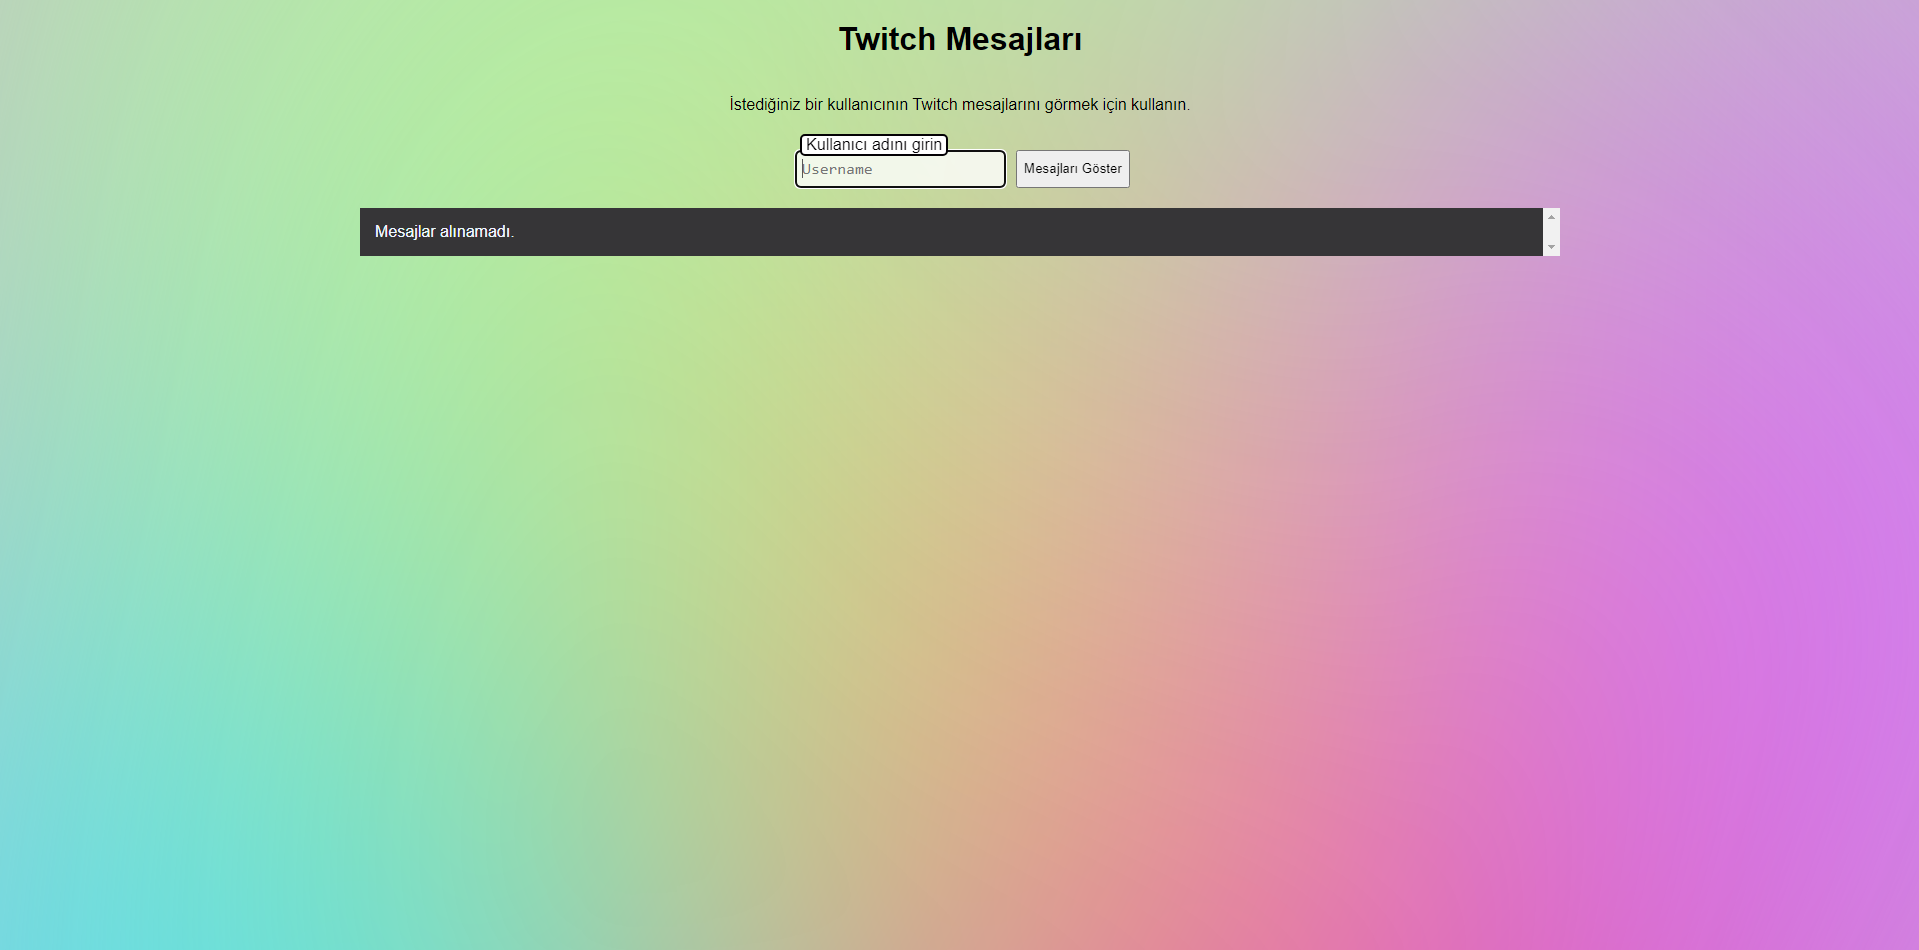 Twitch Mesajları
İstediğiniz bir kullanıcının Twitch mesajlarını görmek için kullanın.
Kullanıcı adını girin
Username
Mesajları Göster
Mesajlar alınamadı.